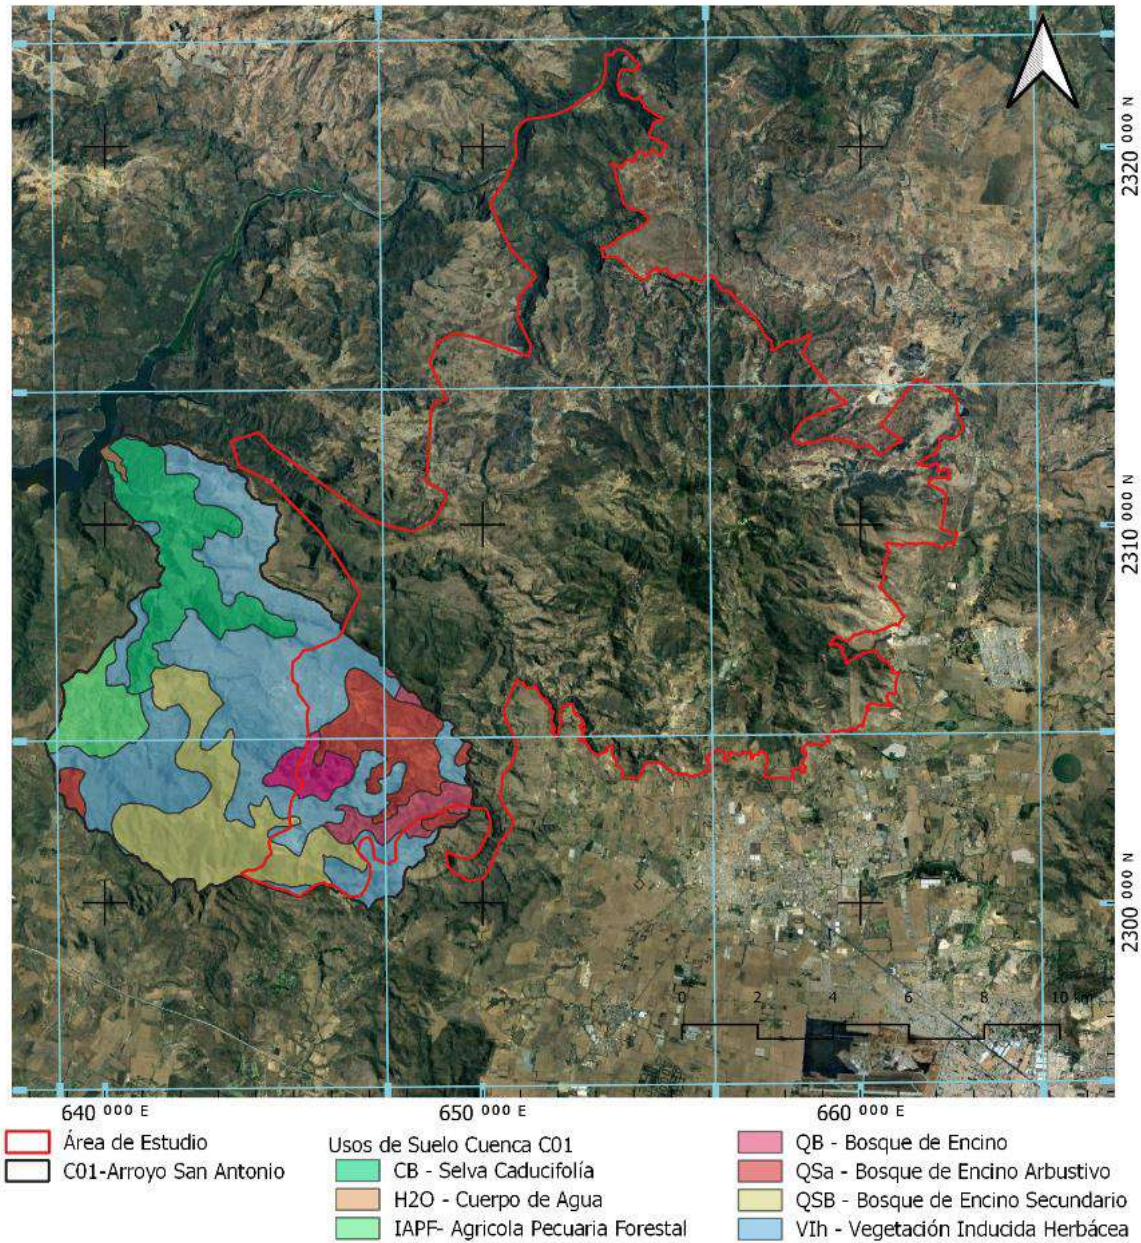 2320 000 N
2310 000 N
2300 000 N
0 2 4 6 8 10 km
640 000 E 650 000 E 660 000 E
Área de Estudio
C01-Arroyo San Antonio
Usos de Suelo Cuenca C01
CB - Selva Caducifolía
H2O - Cuerpo de Agua
IAPF- Agricola Pecuaria Forestal
QB - Bosque de Encino
QSa - Bosque de Encino Arbustivo
QSB - Bosque de Encino Secundario
VIh - Vegetación Inducida Herbácea